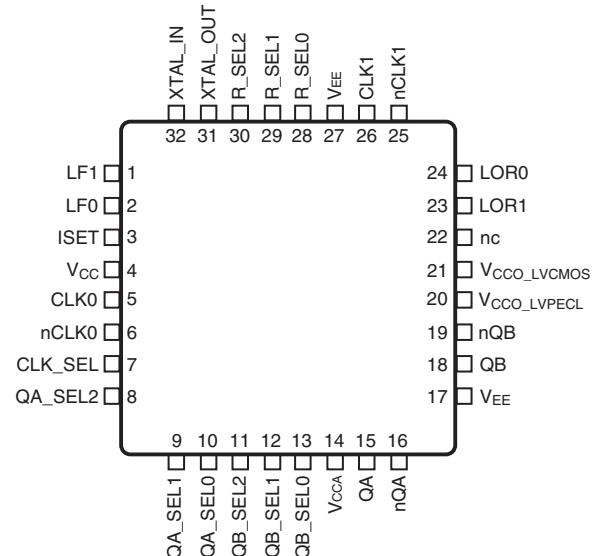 XTAL_IN
XTAL_OUT
R_SEL2
R_SEL1
R_SEL0
VEE
CLK1
nCLK1
32 31 30 29 28 27 26 25
LF1 1
LF0 2
ISET 3
VCC 4
CLK0 5
nCLK0 6
CLK_SEL 7
QA_SEL2 8
24 LOR0
23 LOR1
22 nc
21 VCCO_LVCMOS
20 VCCO_LVPECL
19 nQB
18 QB
17 VEE
9 10 11 12 13 14 15 16
QA_SEL1
QA_SEL0
QB_SEL2
QB_SEL1
QB_SEL0
VCCA
QA
nQA